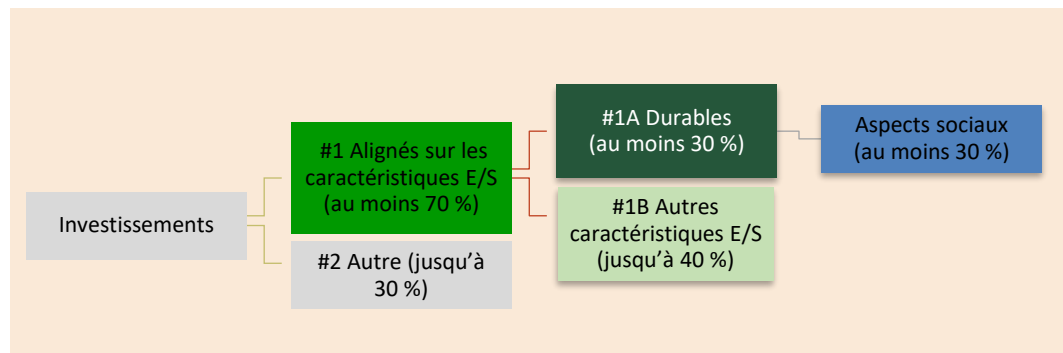 Investissements
#1 Alignés sur les
caractéristiques E/S
(au moins 70 %)
#2 Autre (jusqu’à
30 %)
#1A Durables
(au moins 30 %)
#1B Autres
caractéristiques E/S
(jusqu’à 40 %)
Aspects sociaux
(au moins 30 %)